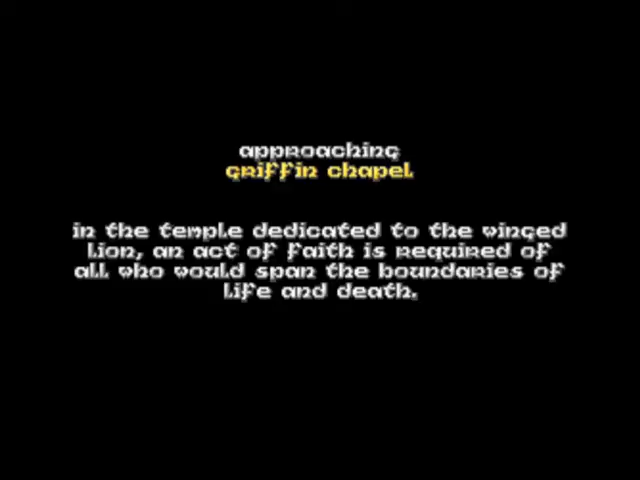 approaching
griffin chapel
in the temple dedicated to the winged
lion, an act of faith is required of
all who would span the boundaries of
life and death.